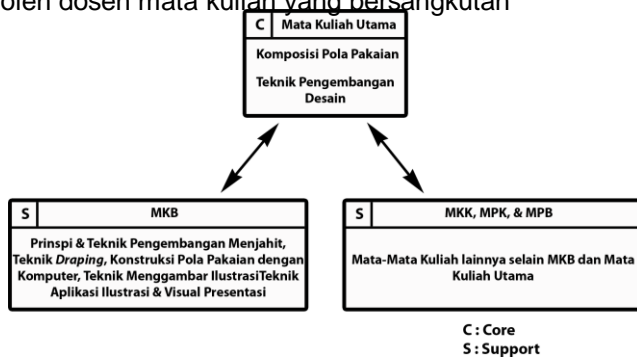 oleh dosen mata kuliah yang bersangkutan
C Mata Kuliah Utama
Komposisi Pola Pakaian
Teknik Pengembangan
Desain
S MKB
Prinspi & Teknik Pengembangan Menjahit,
Teknik Draping, Konstruksi Pola Pakaian dengan
Komputer, Teknik Menggambar IlustrasiTeknik
Aplikasi Ilustrasi & Visual Presentasi
S MKK, MPK, & MPB
Mata-Mata Kuliah lainnya selain MKB dan Mata
Kuliah Utama
C : Core
S : Support